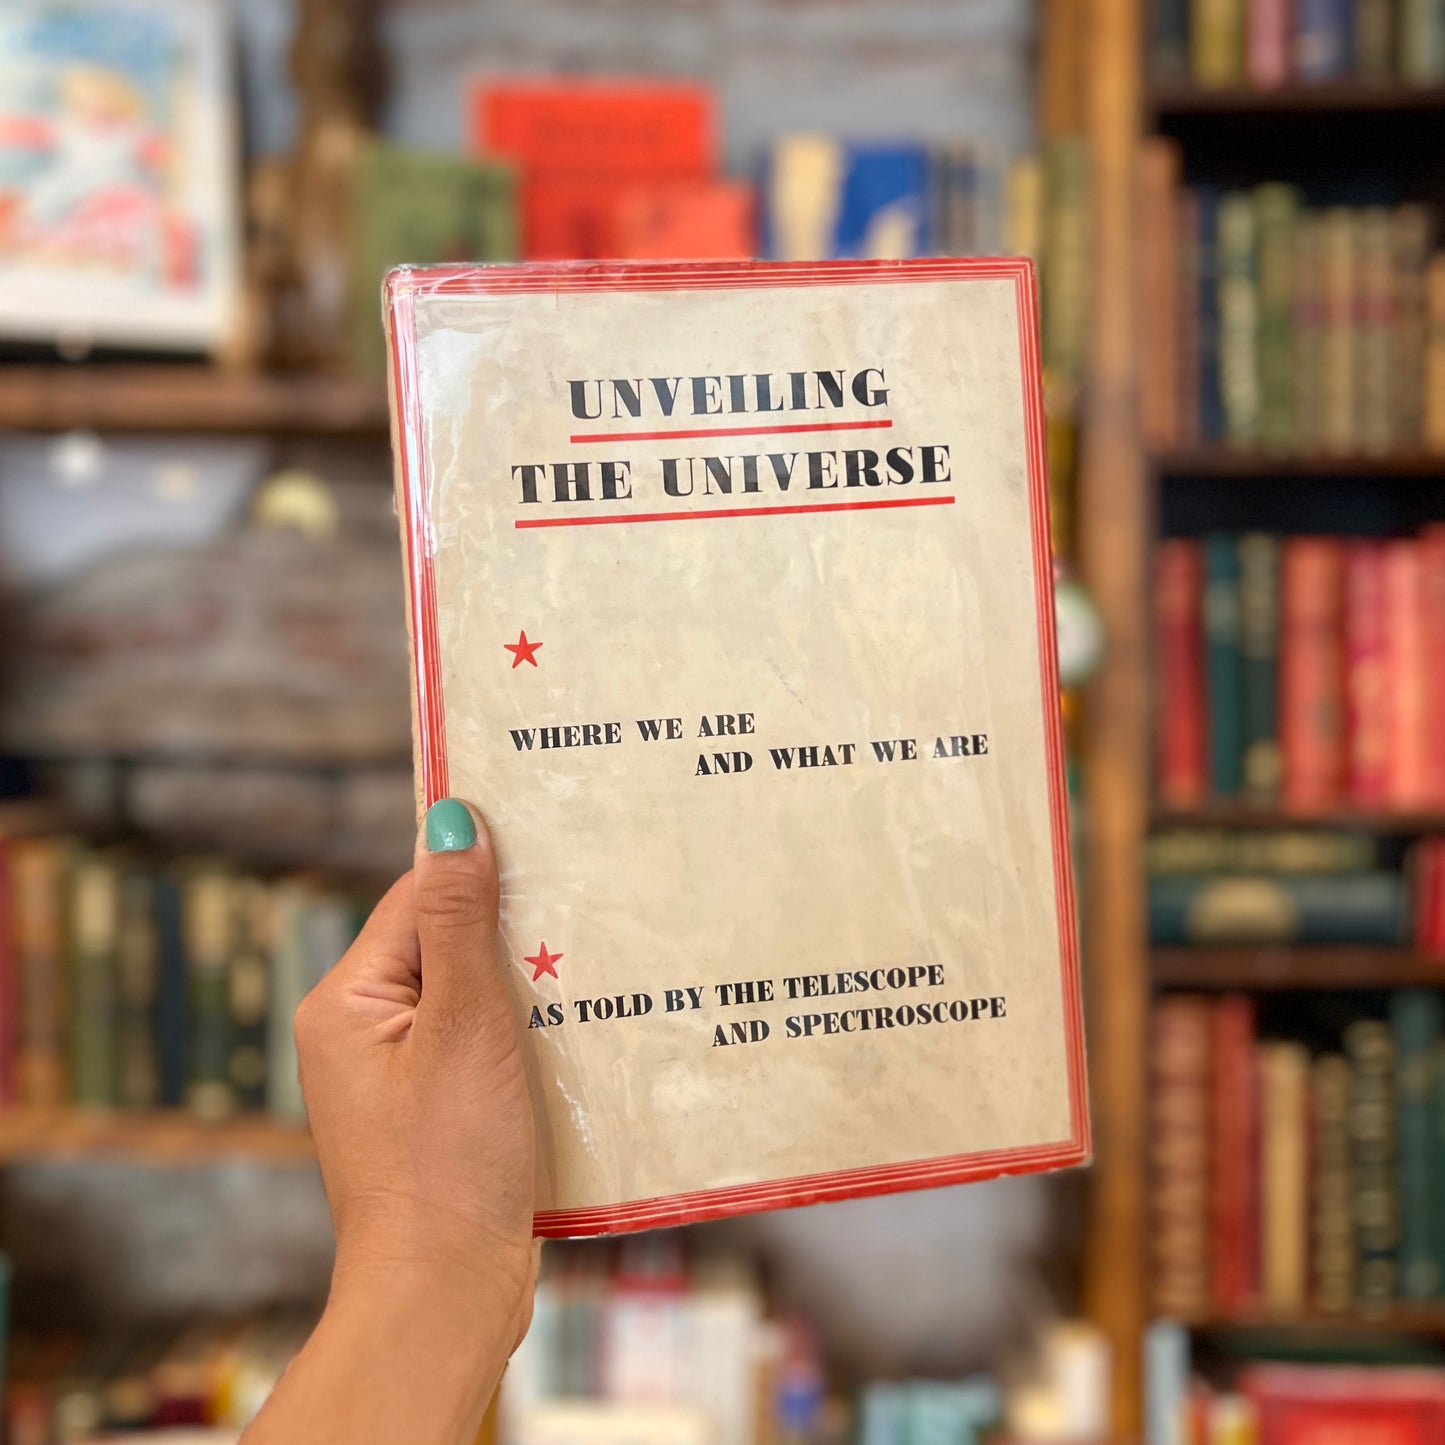 UNVEILING
THE UNIVERSE
WHERE WE ARE
AND WHAT WE ARE
AS TOLD BY THE TELESCOPE
AND SPECTROSCOPE